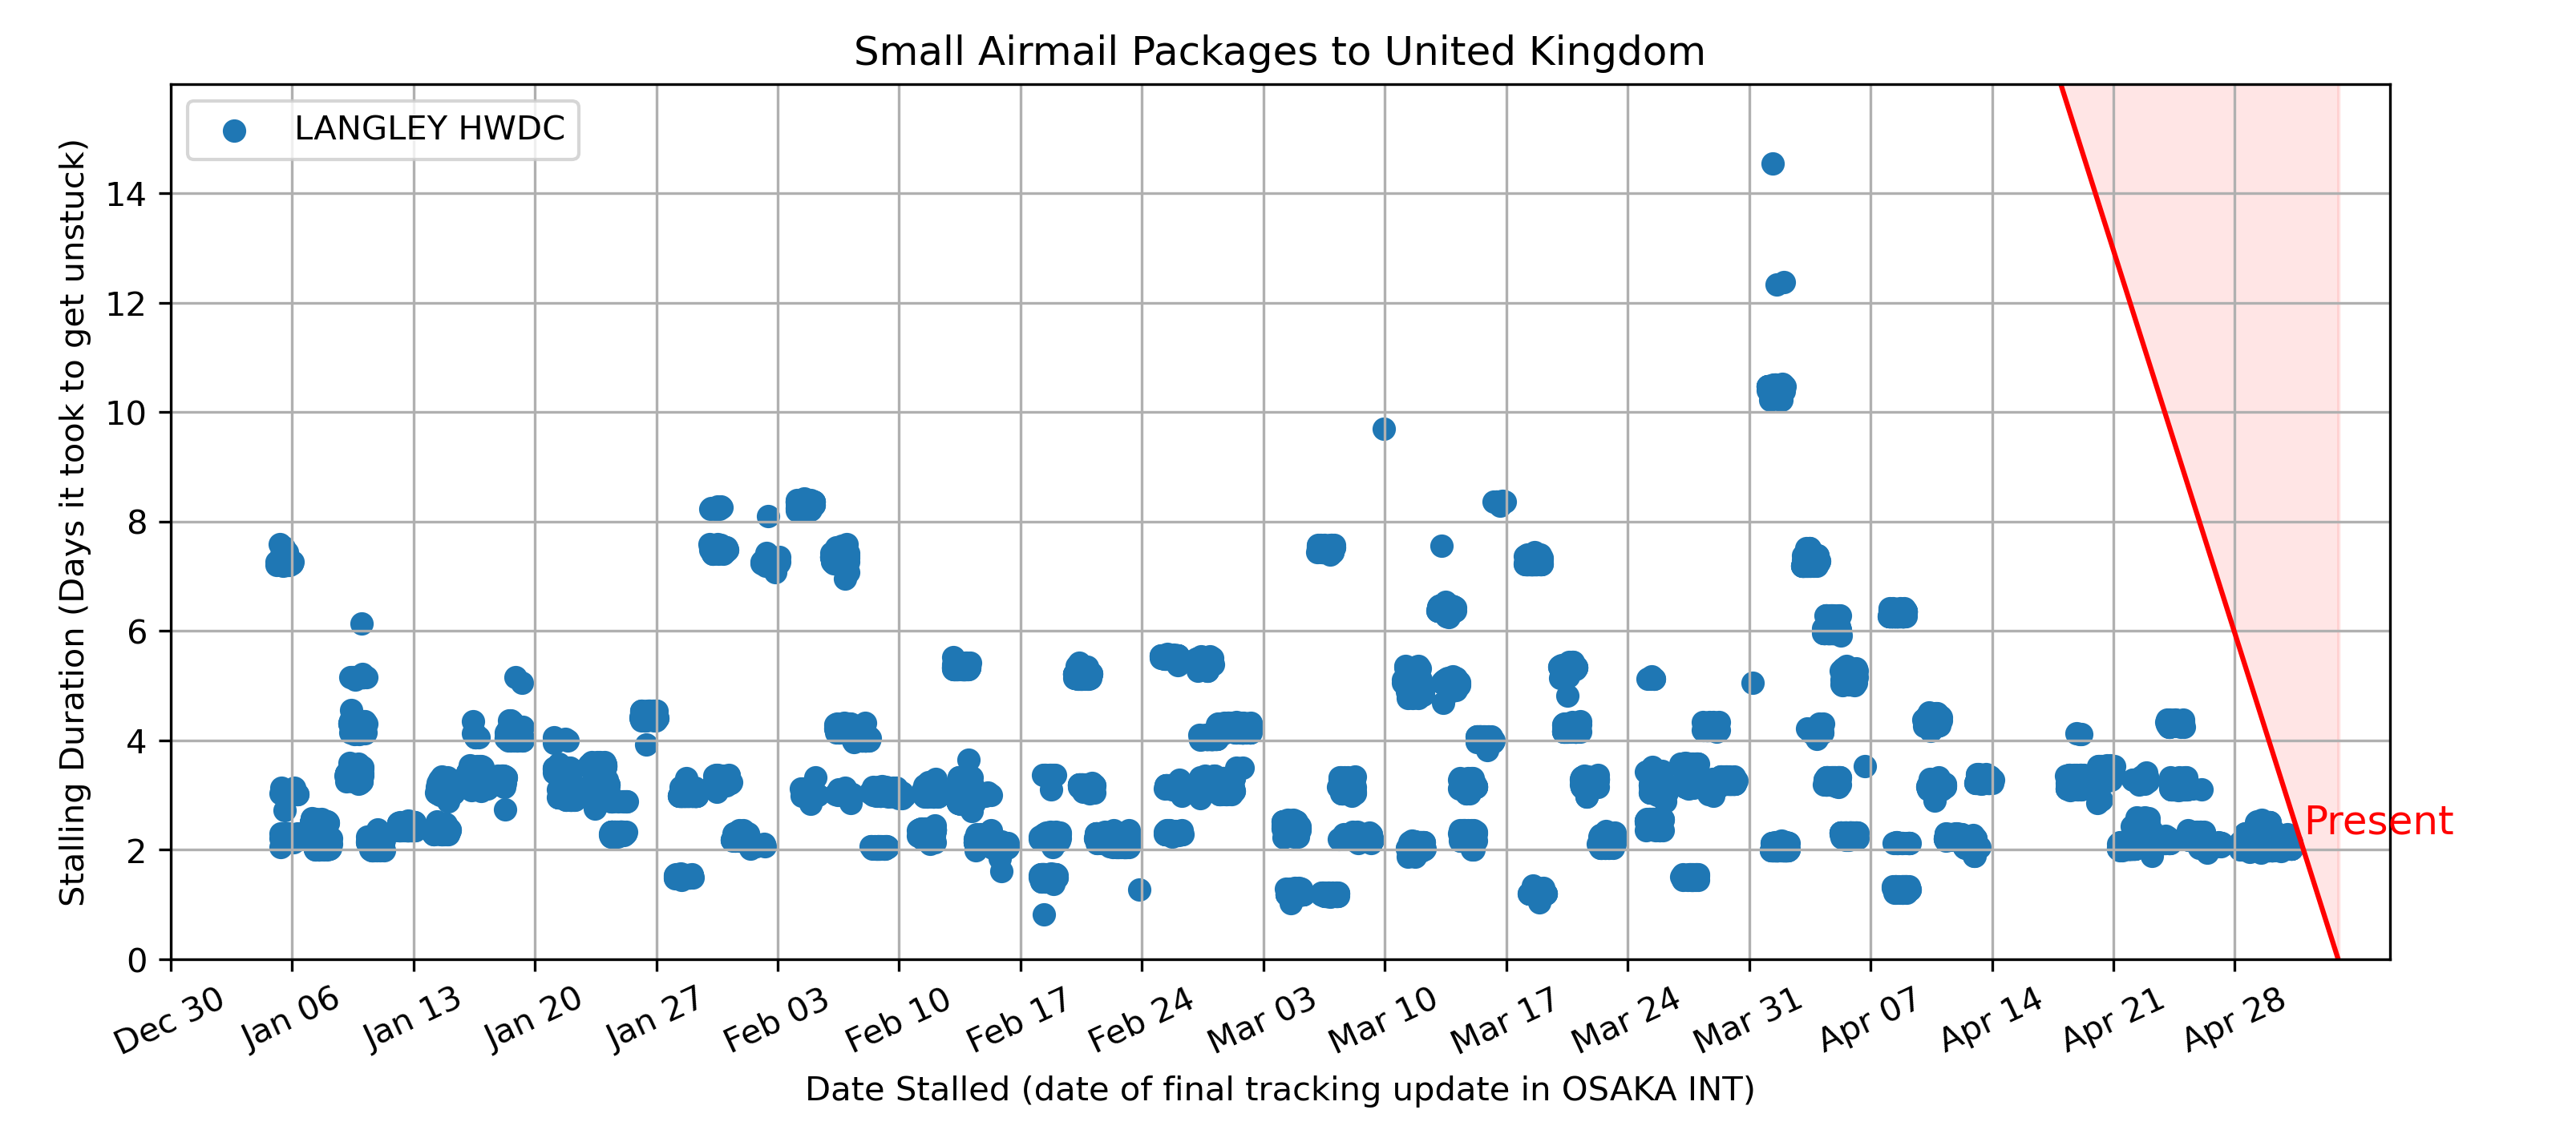 Small Airmail Packages to United Kingdom
LANGLEY HWDC
Stalling Duration (Days it took to get unstuck)
14
12
10
8
6
4
2
0
Present
Dec 30
Jan 06
Jan 13
Jan 20
Jan 27
Feb 03
Feb 10
Feb 17
Feb 24
Mar 03
Mar 10
Mar 17
Mar 24
Mar 31
Apr 07
Apr 14
Apr 21
Apr 28
Date Stalled (date of final tracking update in OSAKA INT)